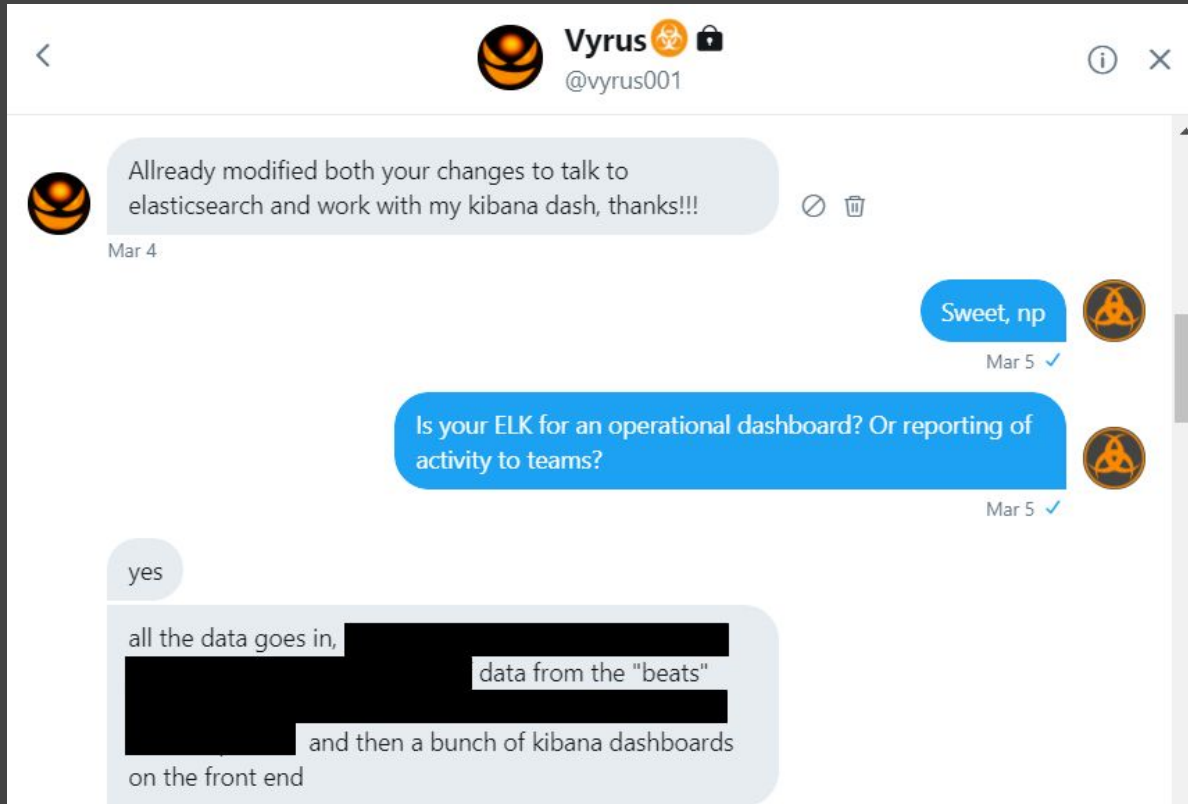 Vyrus
@vyrus001
Allready modified both your changes to talk to
elasticsearch and work with my kibana dash, thanks!!!
Mar 4
Sweet, np
Mar 5
Is your ELK for an operational dashboard? Or reporting of
activity to teams?
Mar 5
yes
all the data goes in,
data from the "beats"
and then a bunch of kibana dashboards
on the front end